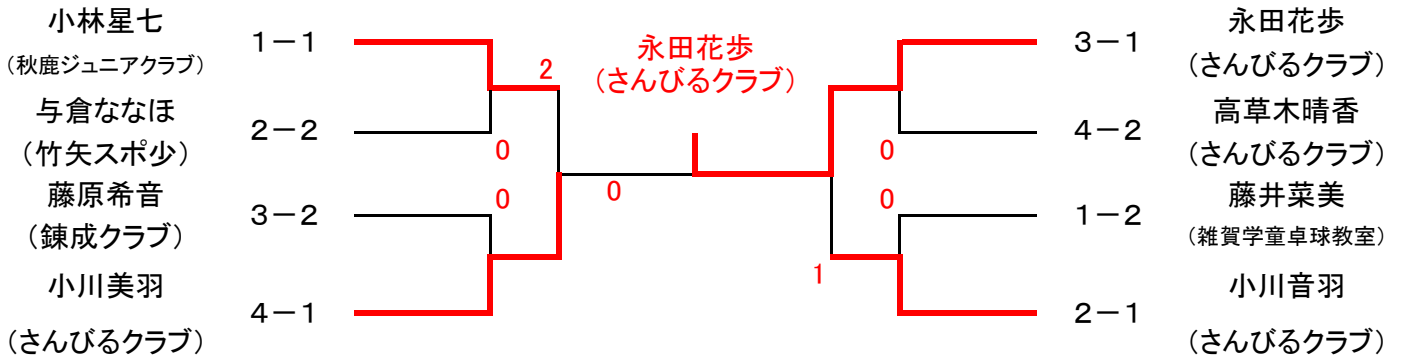 小林星七
(秋鹿ジュニアクラブ)
1-1
与倉ななほ
(竹矢スポ少)
2-2
藤原希音
(錬成クラブ)
3-2
小川美羽
(さんびるクラブ)
4-1
2
0
0
0
永田花歩
(さんびるクラブ)
0
0
1
3-1
永田花歩
(さんびるクラブ)
4-2
高草木晴香
(さんびるクラブ)
1-2
藤井菜美
(雑賀学童卓球教室)
2-1
小川音羽
(さんびるクラブ)